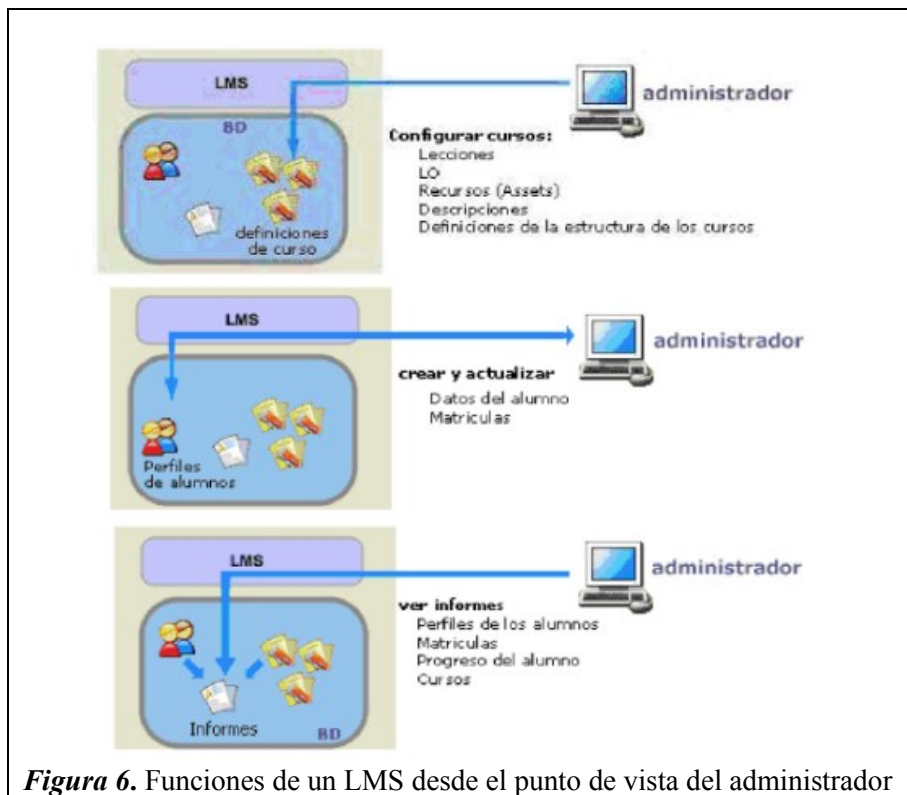 LMS
administrador
BD
Configurar cursos:
Lecciones
LO
Recursos (Assets)
Descripciones
Definiciones de la estructura de los cursos
definiciones
de curso
LMS
administrador
crear y actualizar
Datos del alumno
Matriculas
Perfiles
de alumnos
LMS
administrador
ver informes
Perfiles de los alumnos
Matriculas
Progreso del alumno
Cursos
Informes
BD
Figura 6. Funciones de un LMS desde el punto de vista del administrador